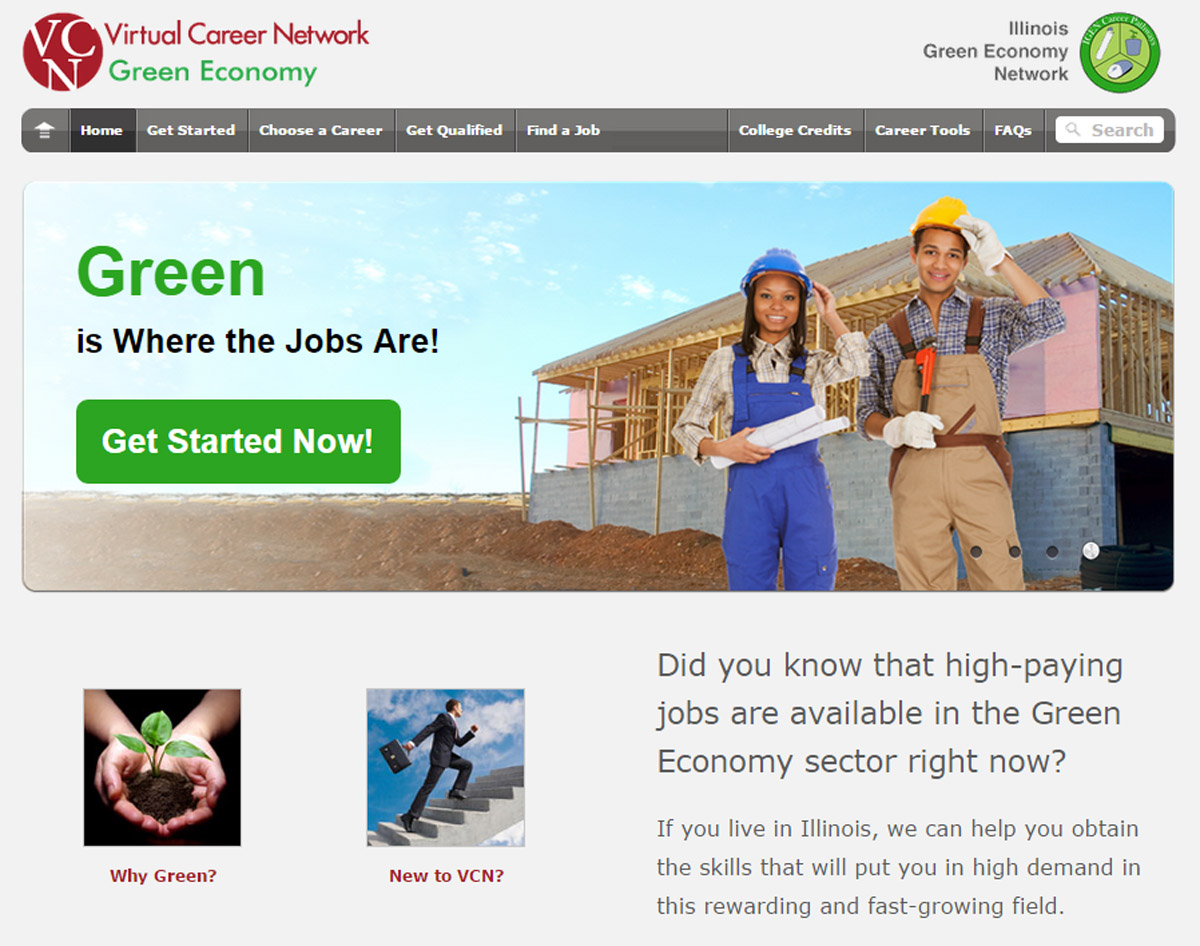 VCN
Virtual Career Network
Green Economy
Illinois
Green Economy
Network
IGEN Career Pathways
Home
Get Started
Choose a Career
Get Qualified
Find a Job
College Credits
Career Tools
FAQs
Search
Green
is Where the Jobs Are!
Get Started Now!
Why Green?
New to VCN?
Did you know that high-paying
jobs are available in the Green
Economy sector right now?
If you live in Illinois, we can help you obtain
the skills that will put you in high demand in
this rewarding and fast-growing field.